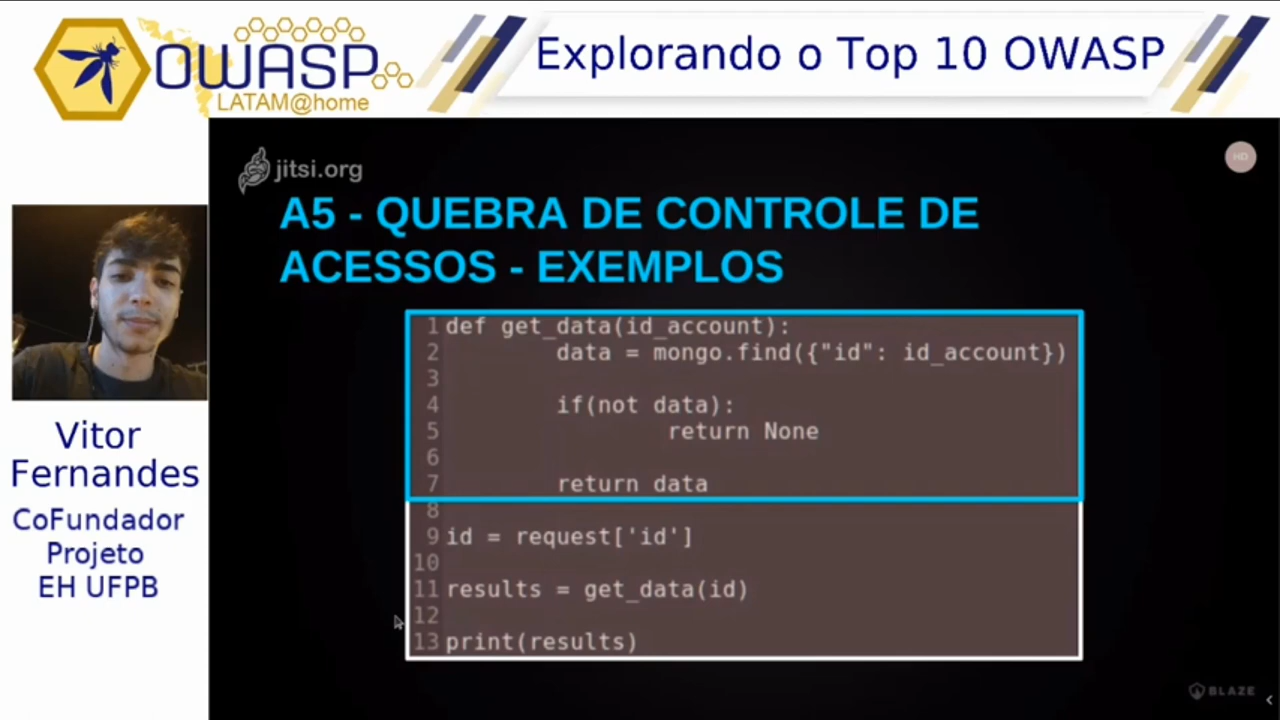 OWASP
LATAM@home
Explorando o Top 10 OWASP
jitsi.org
HD
A5 - QUEBRA DE CONTROLE DE
ACESSOS - EXEMPLOS
1 def get_data(id_account):
2 data = mongo.find({"id": id_account})
3
4 if(not data):
5 return None
6
7 return data
8
9 id = request['id']
10
11 results = get_data(id)
12
13 print(results)
Vitor
Fernandes
CoFundador
Projeto
EH UFPB
BLAZE